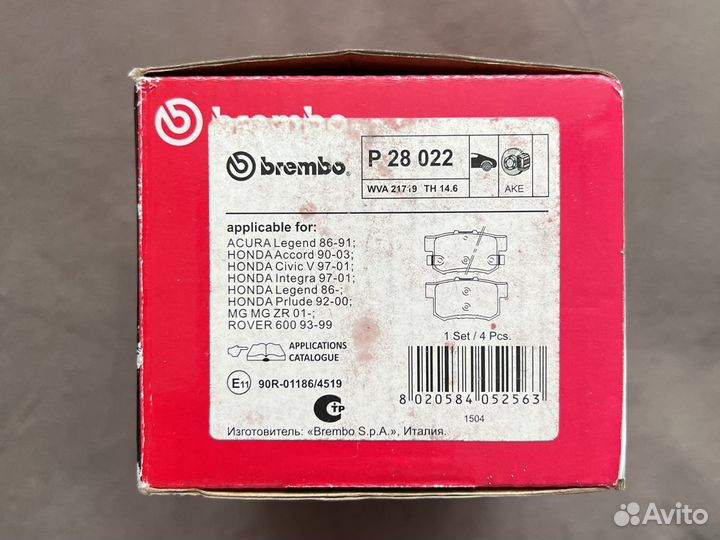 brembo
brembo®
P 28 022
WVA 21719 TH 14.6
AKE
applicable for:
ACURA Legend 86-91;
HONDA Accord 90-03;
HONDA Civic V 97-01;
HONDA Integra 97-01;
HONDA Legend 86-;
HONDA Prlude 92-00;
MG MG ZR 01-;
ROVER 600 93-99
1 Set / 4 Pcs.
APPLICATIONS
CATALOGUE
E11
90R-01186/4519
СТР
8 020584 052563
1504
Изготовитель: «Brembo S.p.A.», Италия.
Avito